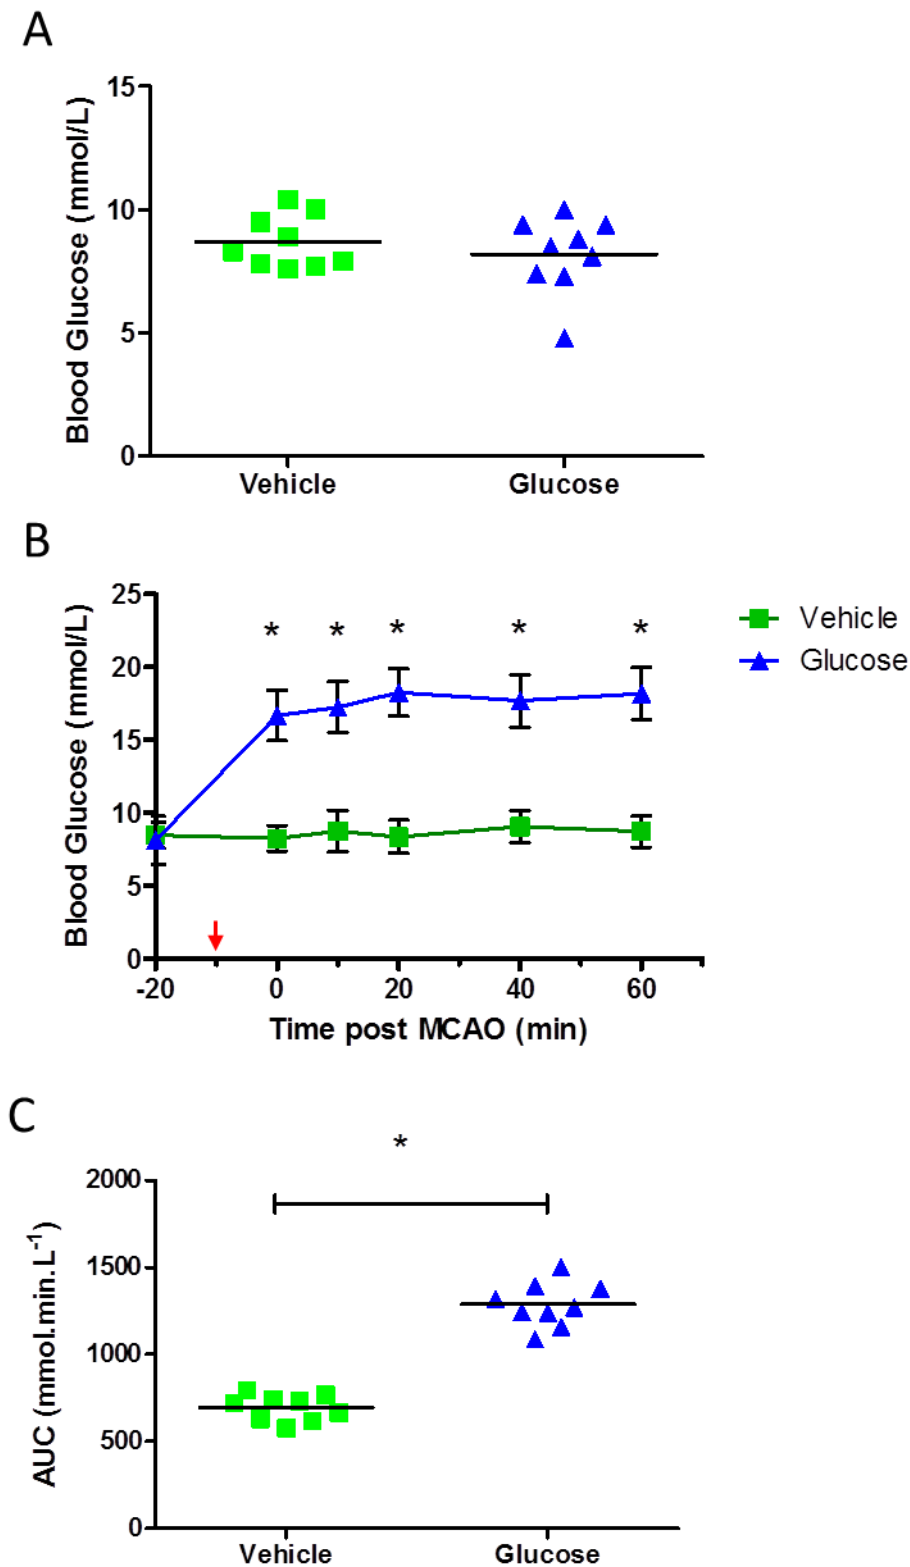 A
Blood Glucose (mmol/L)
15
10
5
0
Vehicle Glucose
B
Blood Glucose (mmol/L)
25
20
15
10
5
0
* * * * *
-20 0 20 40 60
Time post MCAO (min)
Vehicle
Glucose
C
AUC (mmol.min.L⁻¹)
*
2000
1500
1000
500
0
Vehicle Glucose